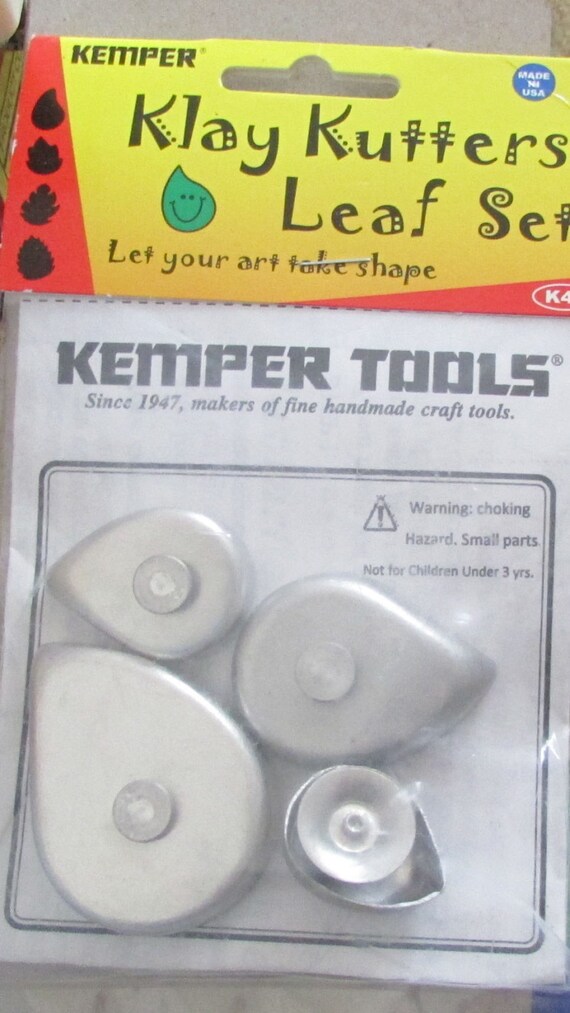 KEMPER®
MADE
IN
USA
Klay Kutters
Leaf Set
Let your art take shape
K4
KEMPER TOOLS®
Since 1947, makers of fine handmade craft tools.
Warning: choking
Hazard. Small parts
Not for Children Under 3 yrs.